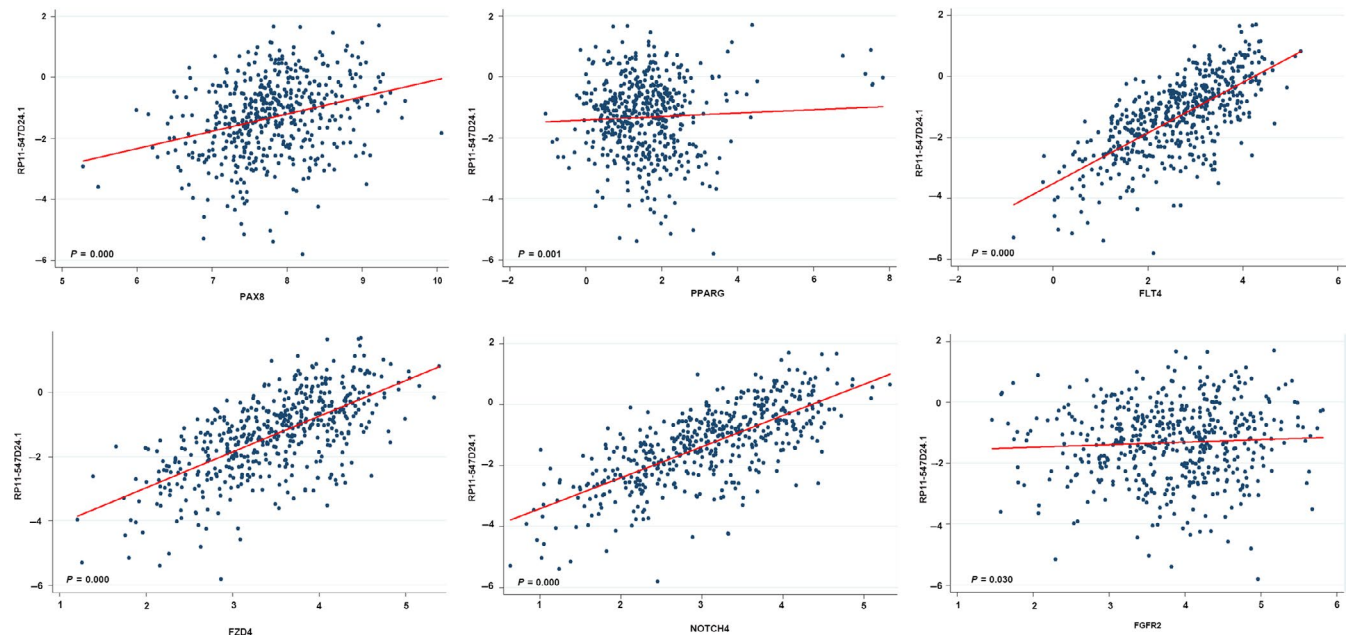 2
0
−2
−4
−6
RP11-547D24.1
P = 0.000
5 6 7 8 9 10
PAX8
2
0
−2
−4
−6
RP11-547D24.1
P = 0.001
−2 0 2 4 6 8
PPARG
2
0
−2
−4
−6
RP11-547D24.1
P = 0.000
−2 0 2 4 6
FLT4
2
0
−2
−4
−6
RP11-547D24.1
P = 0.000
1 2 3 4 5
FZD4
2
0
−2
−4
−6
RP11-547D24.1
P = 0.000
1 2 3 4 5
NOTCH4
2
0
−2
−4
−6
RP11-547D24.1
P = 0.030
1 2 3 4 5 6
FGFR2